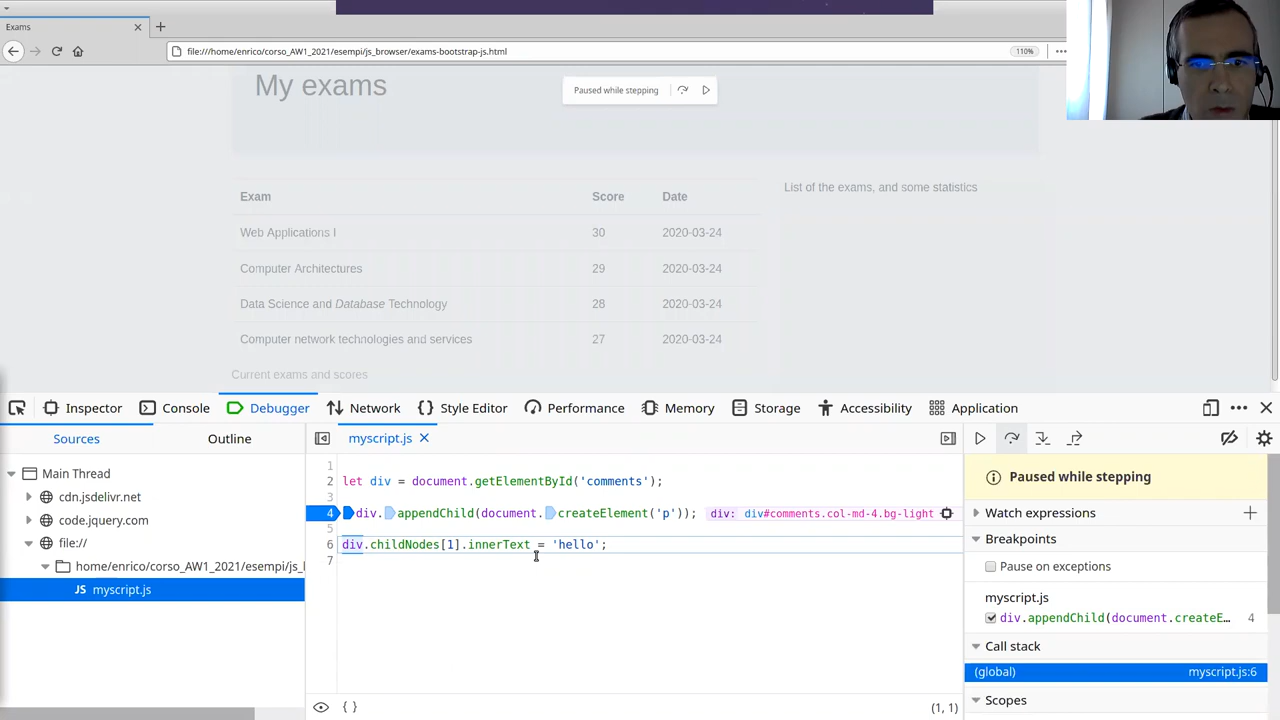 Exams
file:///home/enrico/corso_AW1_2021/esempi/js_browser/exams-bootstrap-js.html
110%
My exams
Paused while stepping
List of the exams, and some statistics
Exam Score Date
Web Applications I 30 2020-03-24
Computer Architectures 29 2020-03-24
Data Science and Database Technology 28 2020-03-24
Computer network technologies and services 27 2020-03-24
Current exams and scores
Inspector Console Debugger Network Style Editor Performance Memory Storage Accessibility Application
Sources Outline
Main Thread
cdn.jsdelivr.net
code.jquery.com
file://
home/enrico/corso_AW1_2021/esempi/js_l
JS myscript.js
myscript.js
1
2 let div = document.getElementById('comments');
3
4 div.appendChild(document.createElement('p')); div: div#comments.col-md-4.bg-light
5
6 div.childNodes[1].innerText = 'hello';
7
{ } (1, 1)
Paused while stepping
Watch expressions
Breakpoints
Pause on exceptions
myscript.js
div.appendChild(document.createE… 4
Call stack
(global) myscript.js:6
Scopes